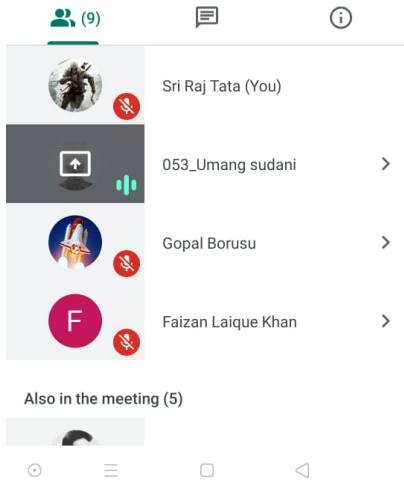 (9)
Sri Raj Tata (You)
053_Umang sudani
Gopal Borusu
F
Faizan Laique Khan
Also in the meeting (5)